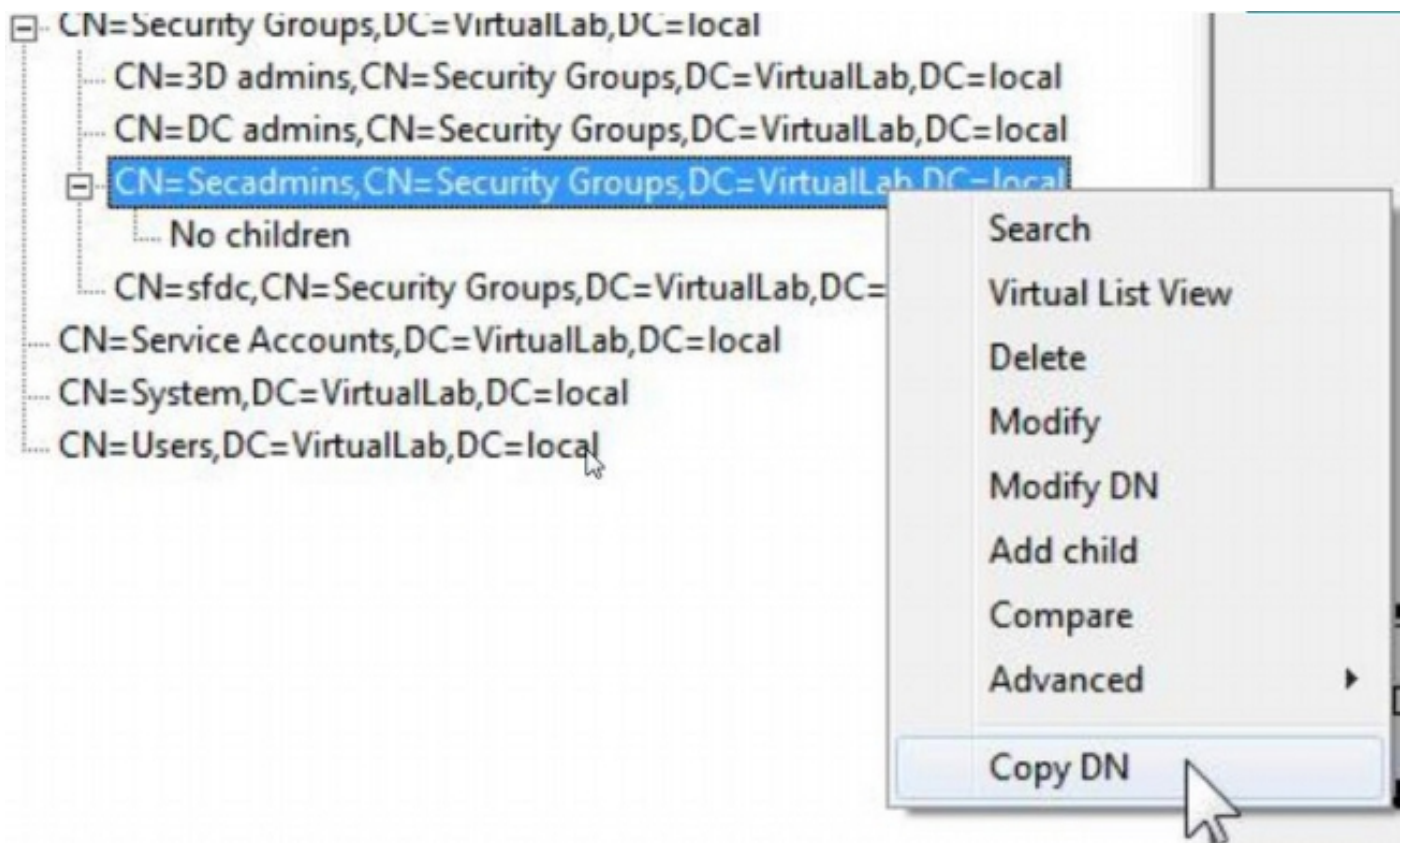 CN=Security Groups,DC=VirtualLab,DC=local
CN=3D admins,CN=Security Groups,DC=VirtualLab,DC=local
CN=DC admins,CN=Security Groups,DC=VirtualLab,DC=local
CN=Secadmins,CN=Security Groups,DC=VirtualLab,DC=local
No children
CN=sfdc,CN=Security Groups,DC=VirtualLab,DC=
CN=Service Accounts,DC=VirtualLab,DC=local
CN=System,DC=VirtualLab,DC=local
CN=Users,DC=VirtualLab,DC=local
Search
Virtual List View
Delete
Modify
Modify DN
Add child
Compare
Advanced
Copy DN